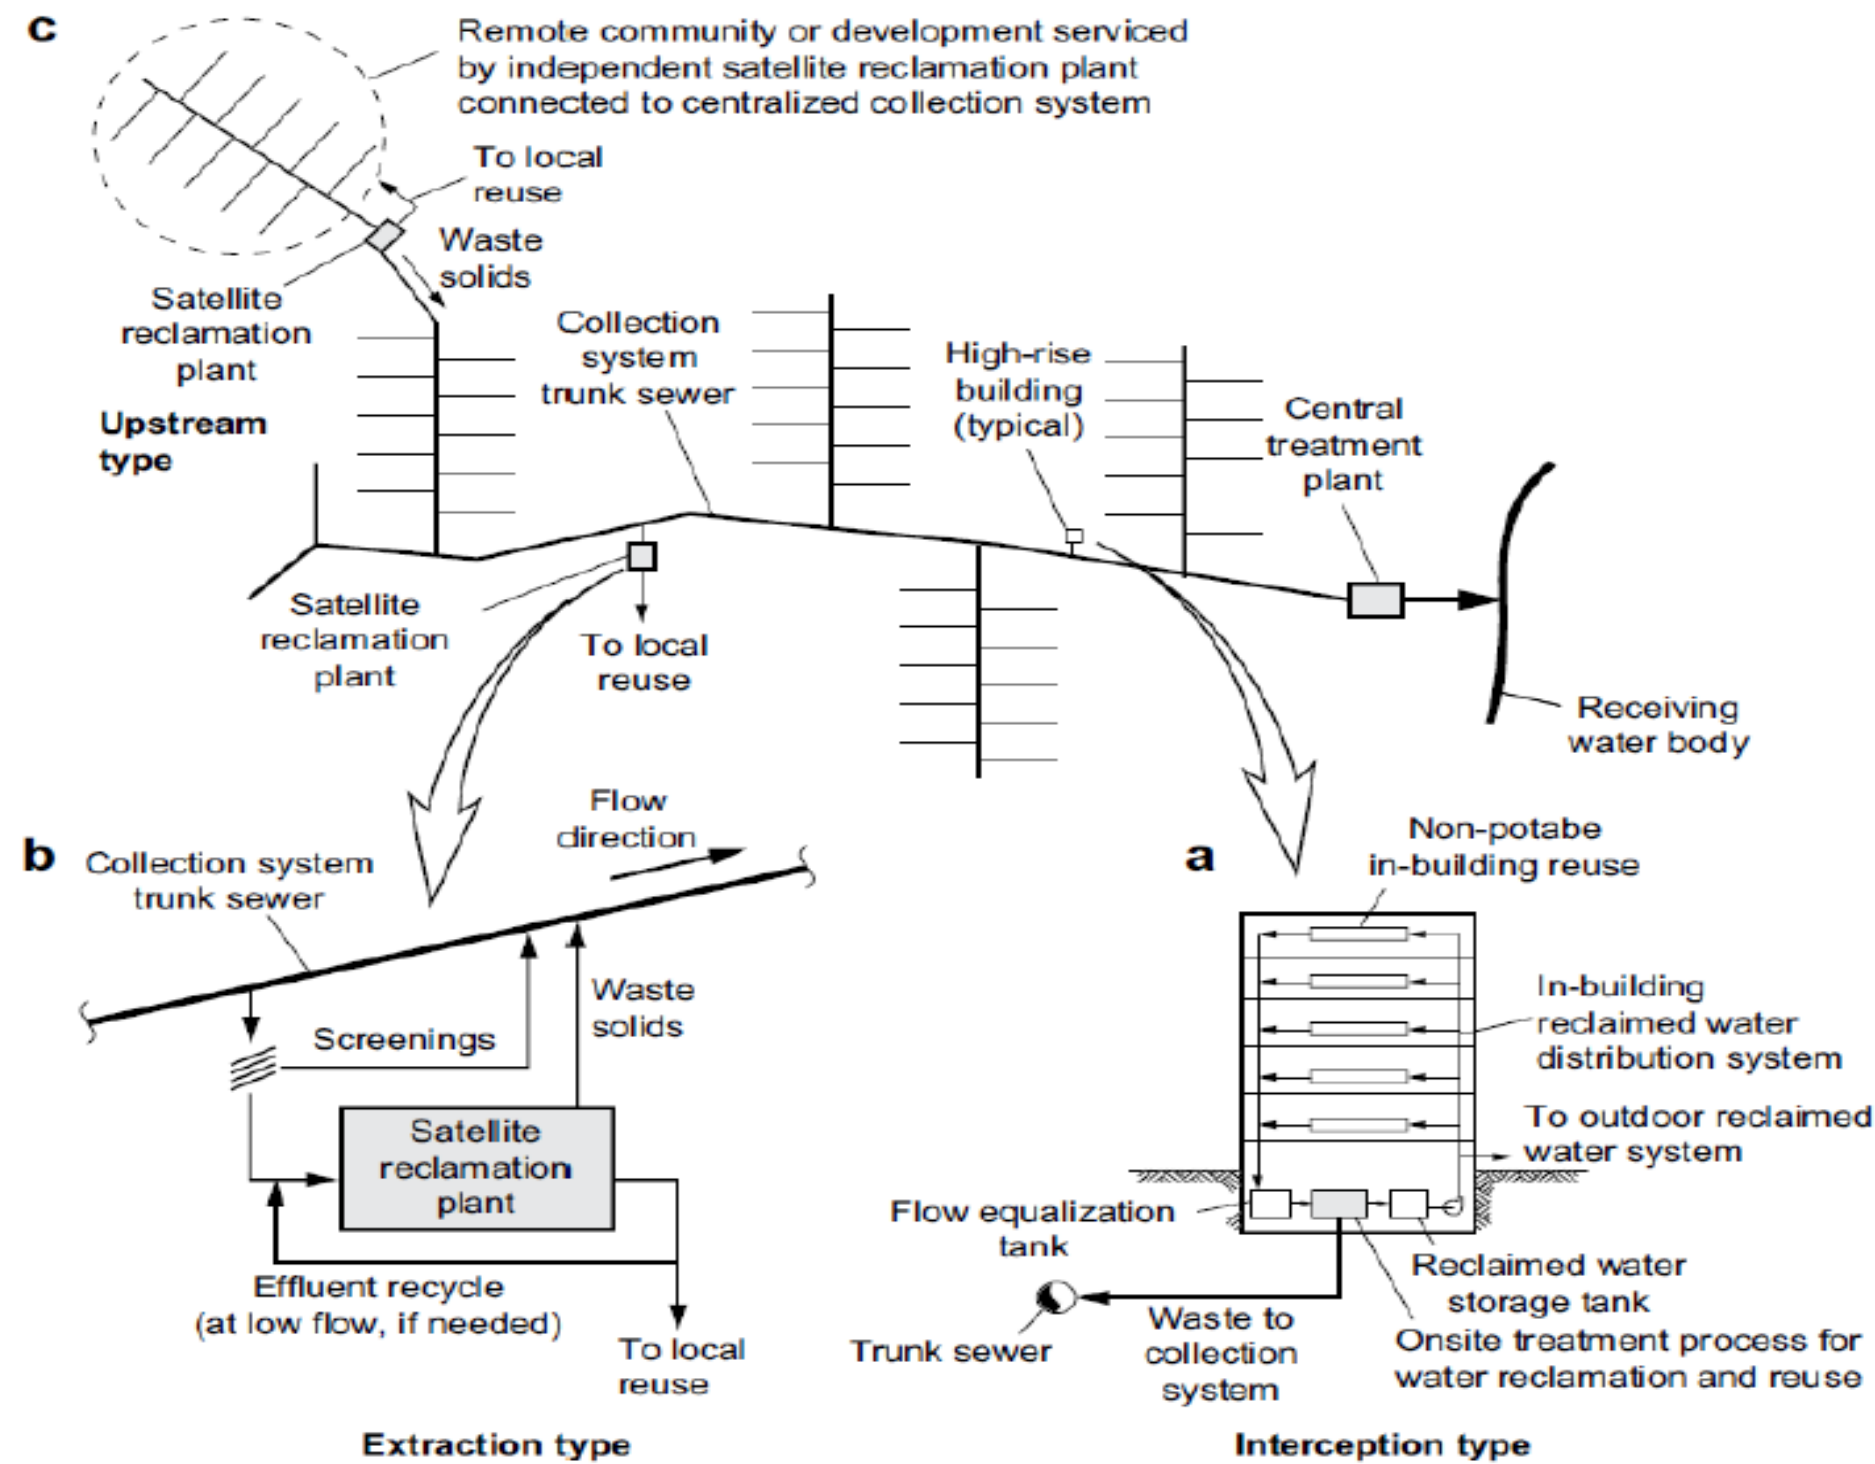 c
Remote community or development serviced
by independent satellite reclamation plant
connected to centralized collection system
To local
reuse
Waste
solids
Satellite
reclamation
plant
Upstream
type
Collection
system
trunk sewer
High-rise
building
(typical)
Central
treatment
plant
Satellite
reclamation
plant
To local
reuse
Receiving
water body
b
Collection system
trunk sewer
Flow
direction
Screenings
Waste
solids
Satellite
reclamation
plant
Effluent recycle
(at low flow, if needed)
To local
reuse
Extraction type
a
Non-potabe
in-building reuse
In-building
reclaimed water
distribution system
To outdoor reclaimed
water system
Flow equalization
tank
Reclaimed water
storage tank
Trunk sewer
Waste to
collection
system
Onsite treatment process for
water reclamation and reuse
Interception type